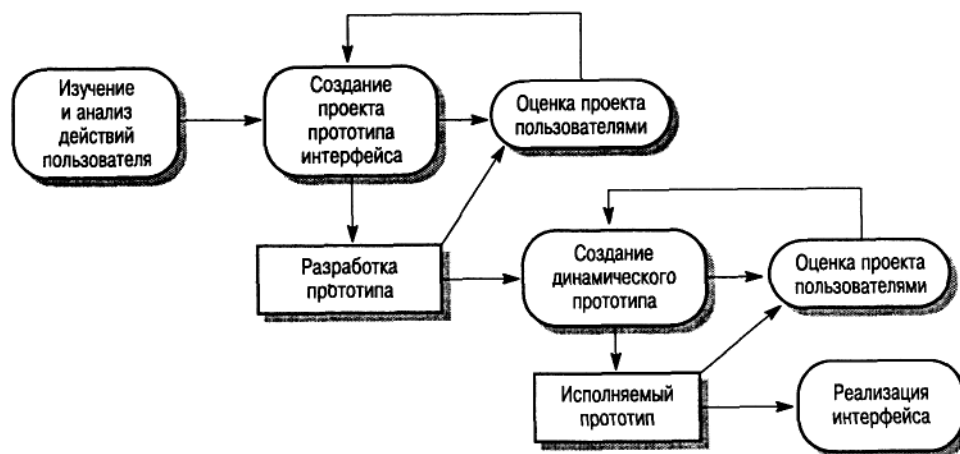 Изучение
и анализ
действий
пользователя
Создание
проекта
прототипа
интерфейса
Оценка проекта
пользователями
Разработка
прототипа
Создание
динамического
прототипа
Оценка проекта
пользователями
Исполняемый
прототип
Реализация
интерфейса